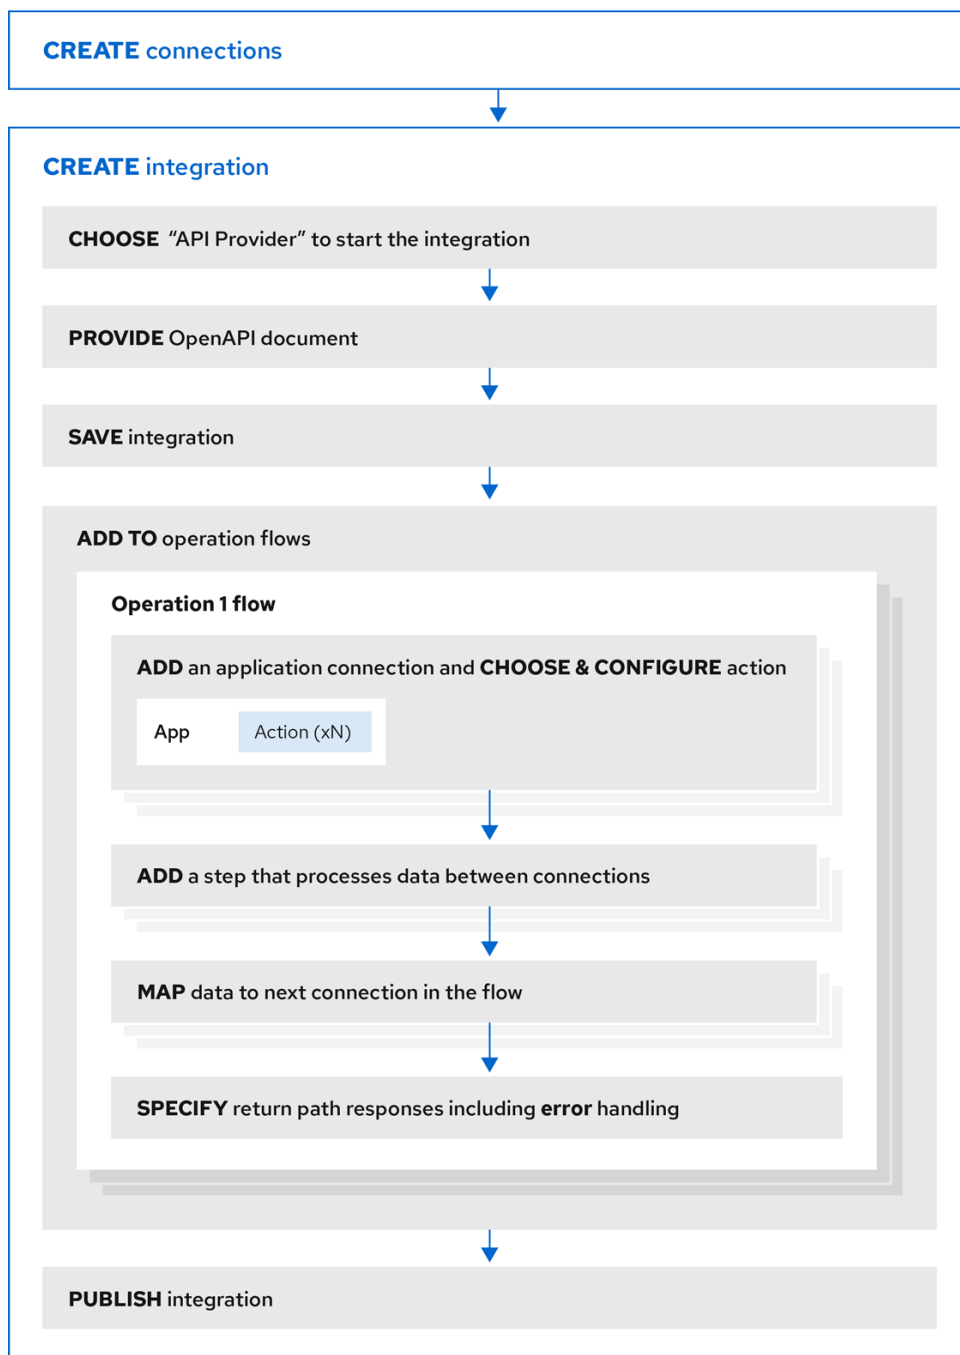 CREATE connections
CREATE integration
CHOOSE “API Provider” to start the integration
PROVIDE OpenAPI document
SAVE integration
ADD TO operation flows
Operation 1 flow
ADD an application connection and CHOOSE & CONFIGURE action
App Action (xN)
ADD a step that processes data between connections
MAP data to next connection in the flow
SPECIFY return path responses including error handling
PUBLISH integration